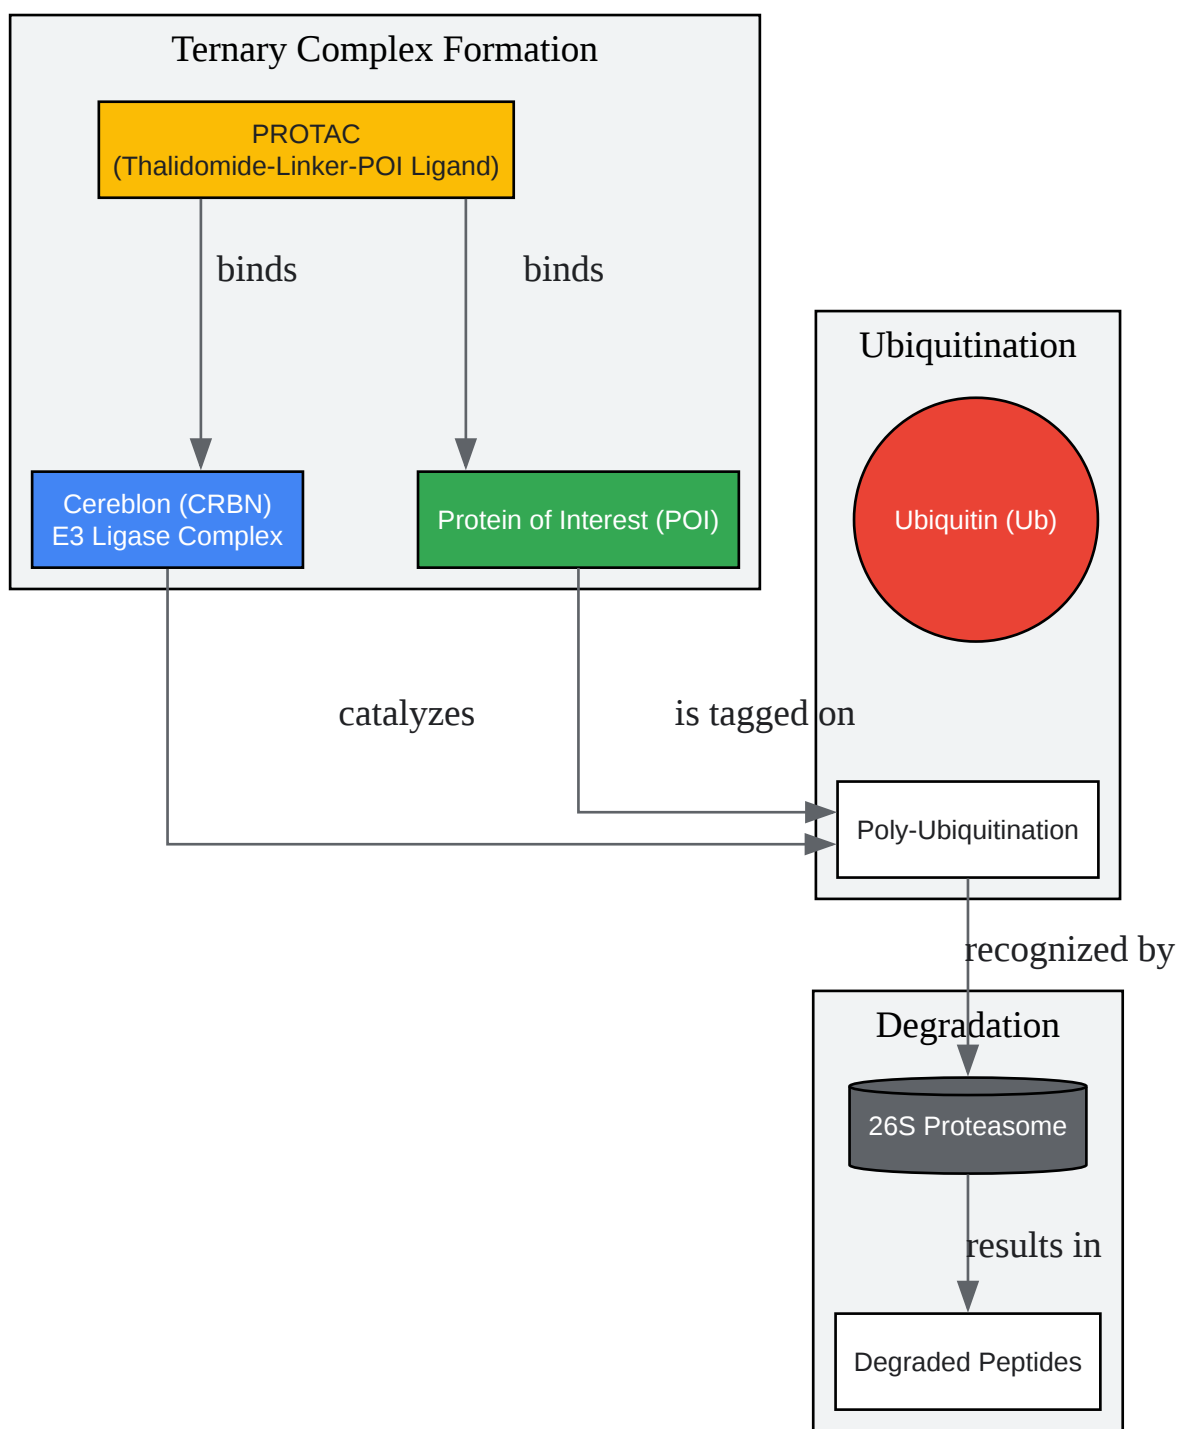 Ternary Complex Formation
PROTAC
(Thalidomide-Linker-POI Ligand)
binds
binds
Cereblon (CRBN)
E3 Ligase Complex
Protein of Interest (POI)
Ubiquitination
Ubiquitin (Ub)
catalyzes
is tagged on
Poly-Ubiquitination
recognized by
Degradation
26S Proteasome
results in
Degraded Peptides